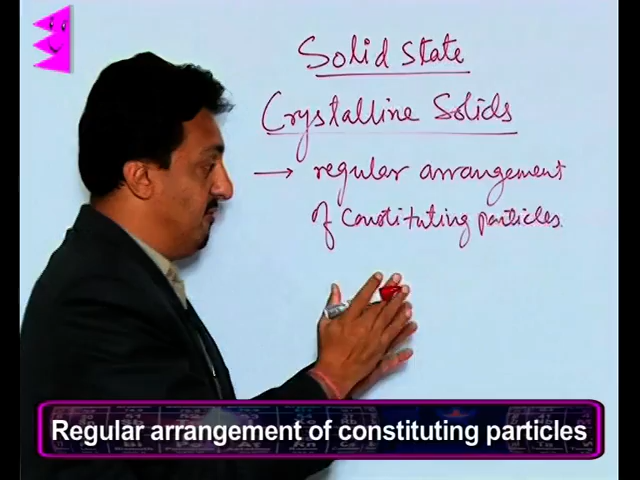 Solid State
Crystalline Solids
→ regular arrangement
of constituting particles.
Regular arrangement of constituting particles